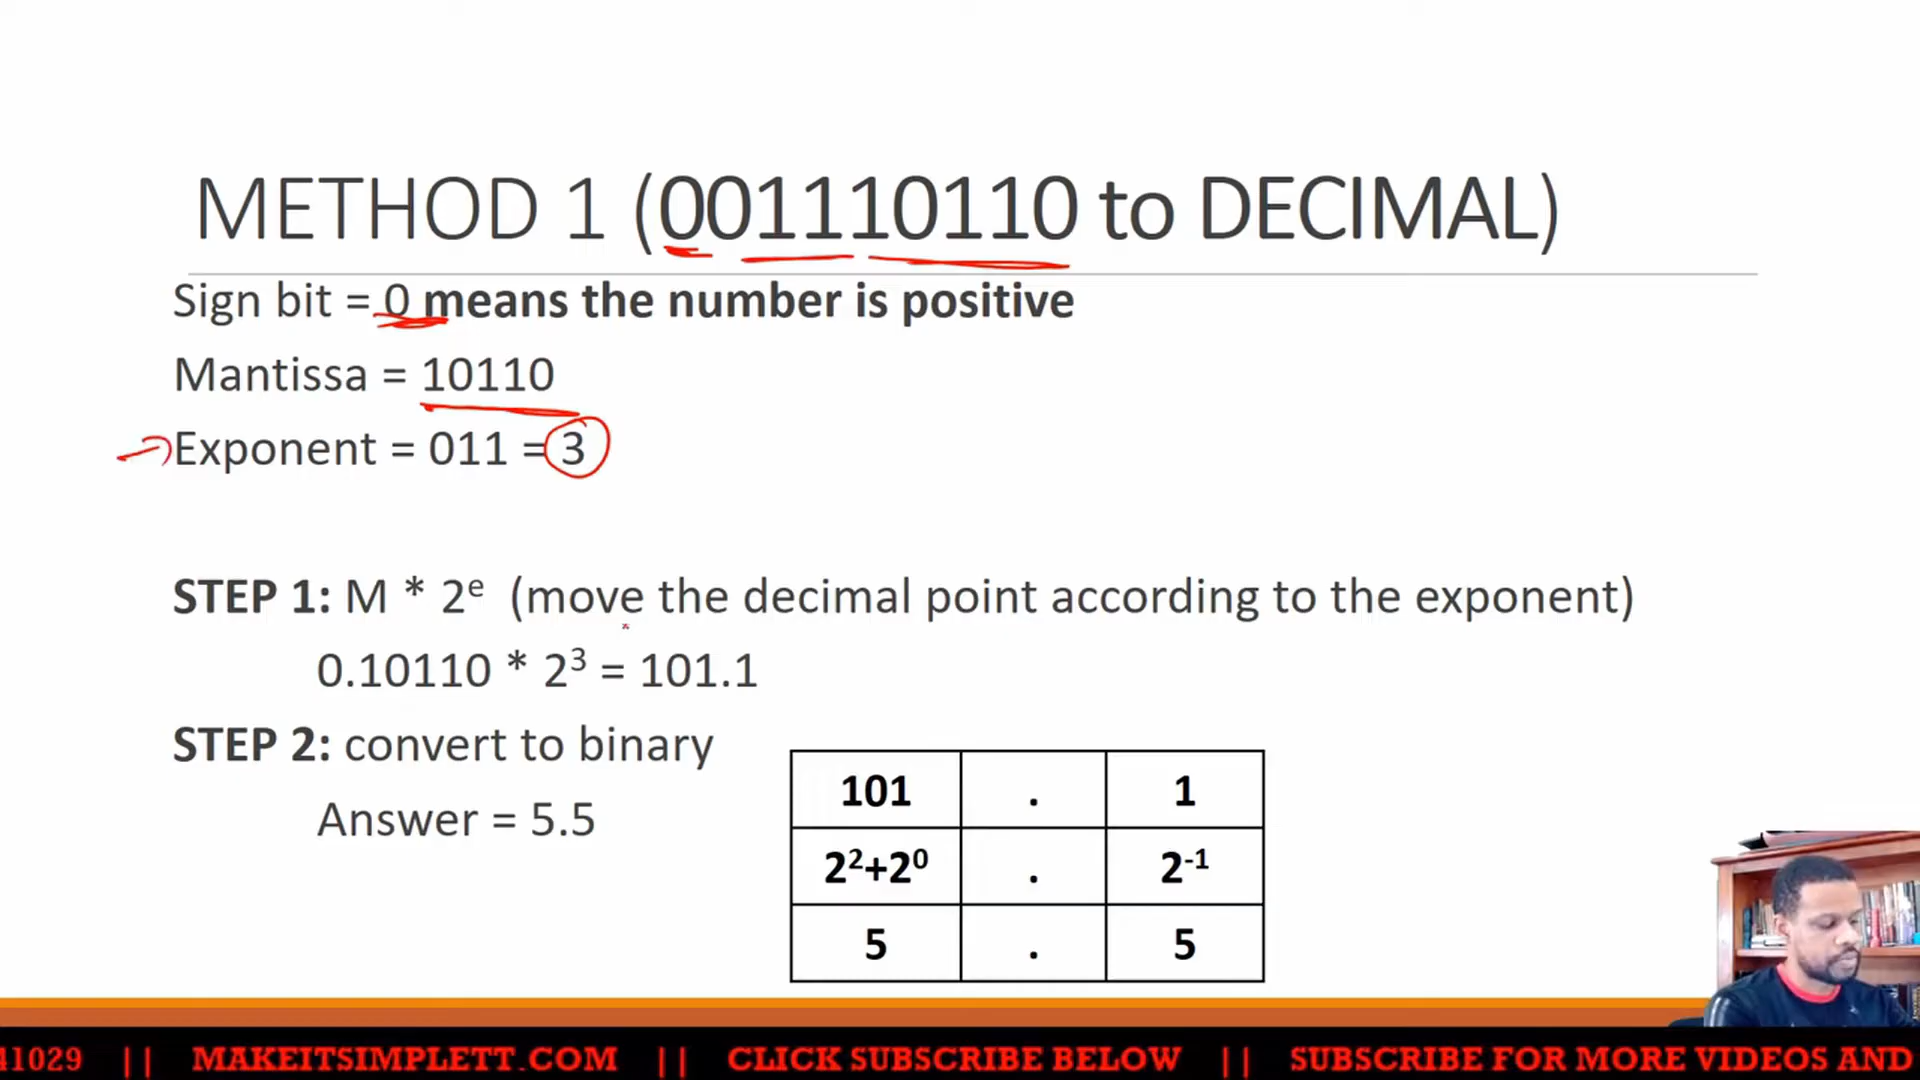 METHOD 1 (001110110 to DECIMAL)
Sign bit = 0 means the number is positive
Mantissa = 10110
Exponent = 011 = 3
STEP 1: M * 2ᵉ (move the decimal point according to the exponent)
0.10110 * 2³ = 101.1
STEP 2: convert to binary
Answer = 5.5
101 . 1
2²+2⁰ . 2⁻¹
5 . 5
41029 || MAKEITSIMPLETT.COM || CLICK SUBSCRIBE BELOW || SUBSCRIBE FOR MORE VIDEOS AND